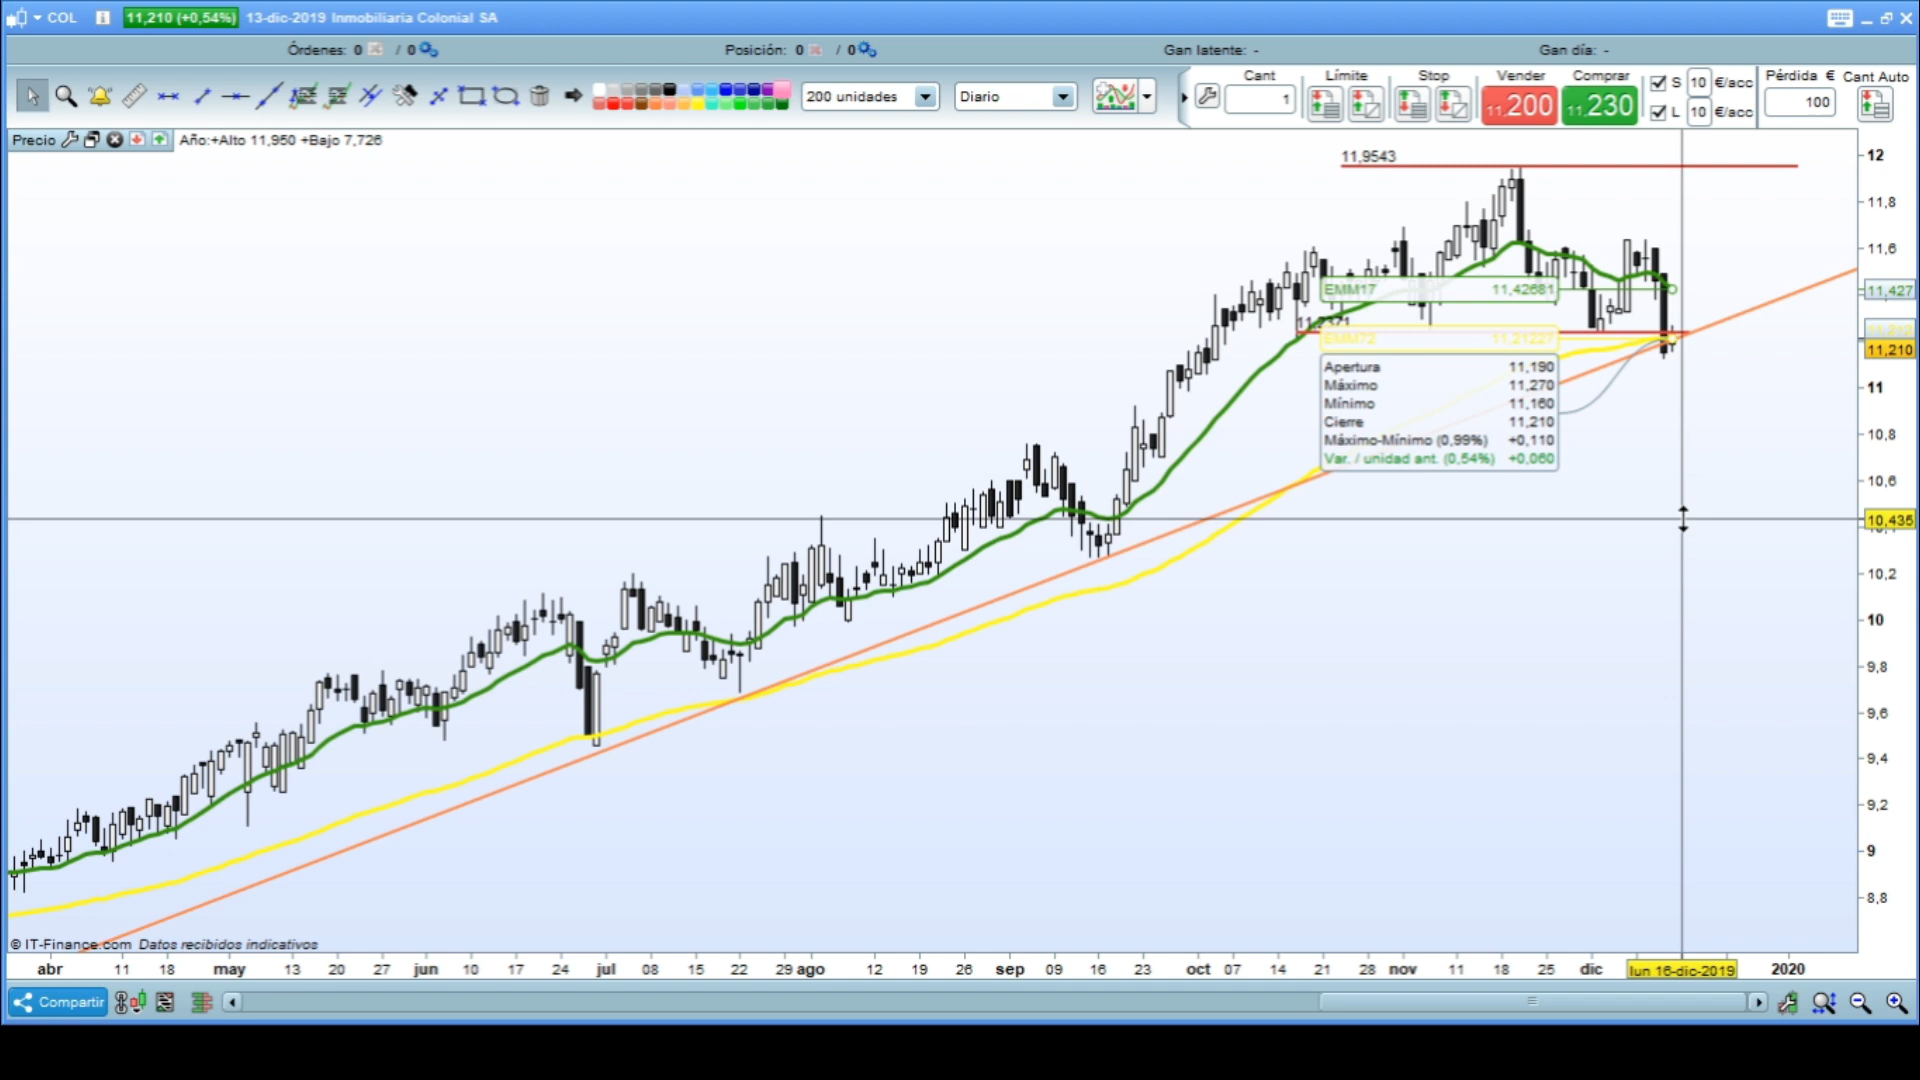 COL 11,210 (+0,54%) 13-dic-2019 Inmobiliaria Colonial SA
Órdenes: 0 / 0 Posición: 0 / 0 Gan latente: - Gan día: -
200 unidades Diario Cant 1 Límite Stop Vender 11,200 Comprar 11,230 S 10 €/acc L 10 €/acc Pérdida € 100 Cant Auto
Precio Año:+Alto 11,950 +Bajo 7,726
11,9543
12
11,8
11,6
EMM17 11,42681
11,427
11,2371
EMM72 11,21227
11,212
11,210
Apertura 11,190
Máximo 11,270
Mínimo 11,160
Cierre 11,210
Máximo-Mínimo (0,99%) +0,110
Var. / unidad ant. (0,54%) +0,060
11
10,8
10,6
10,435
10,2
10
9,8
9,6
9,4
9,2
9
8,8
© IT-Finance.com Datos recibidos indicativos
abr 11 18 may 13 20 27 jun 10 17 24 jul 08 15 22 29 ago 12 19 26 sep 09 16 23 oct 07 14 21 28 nov 11 18 25 dic lun 16-dic-2019 2020
Compartir